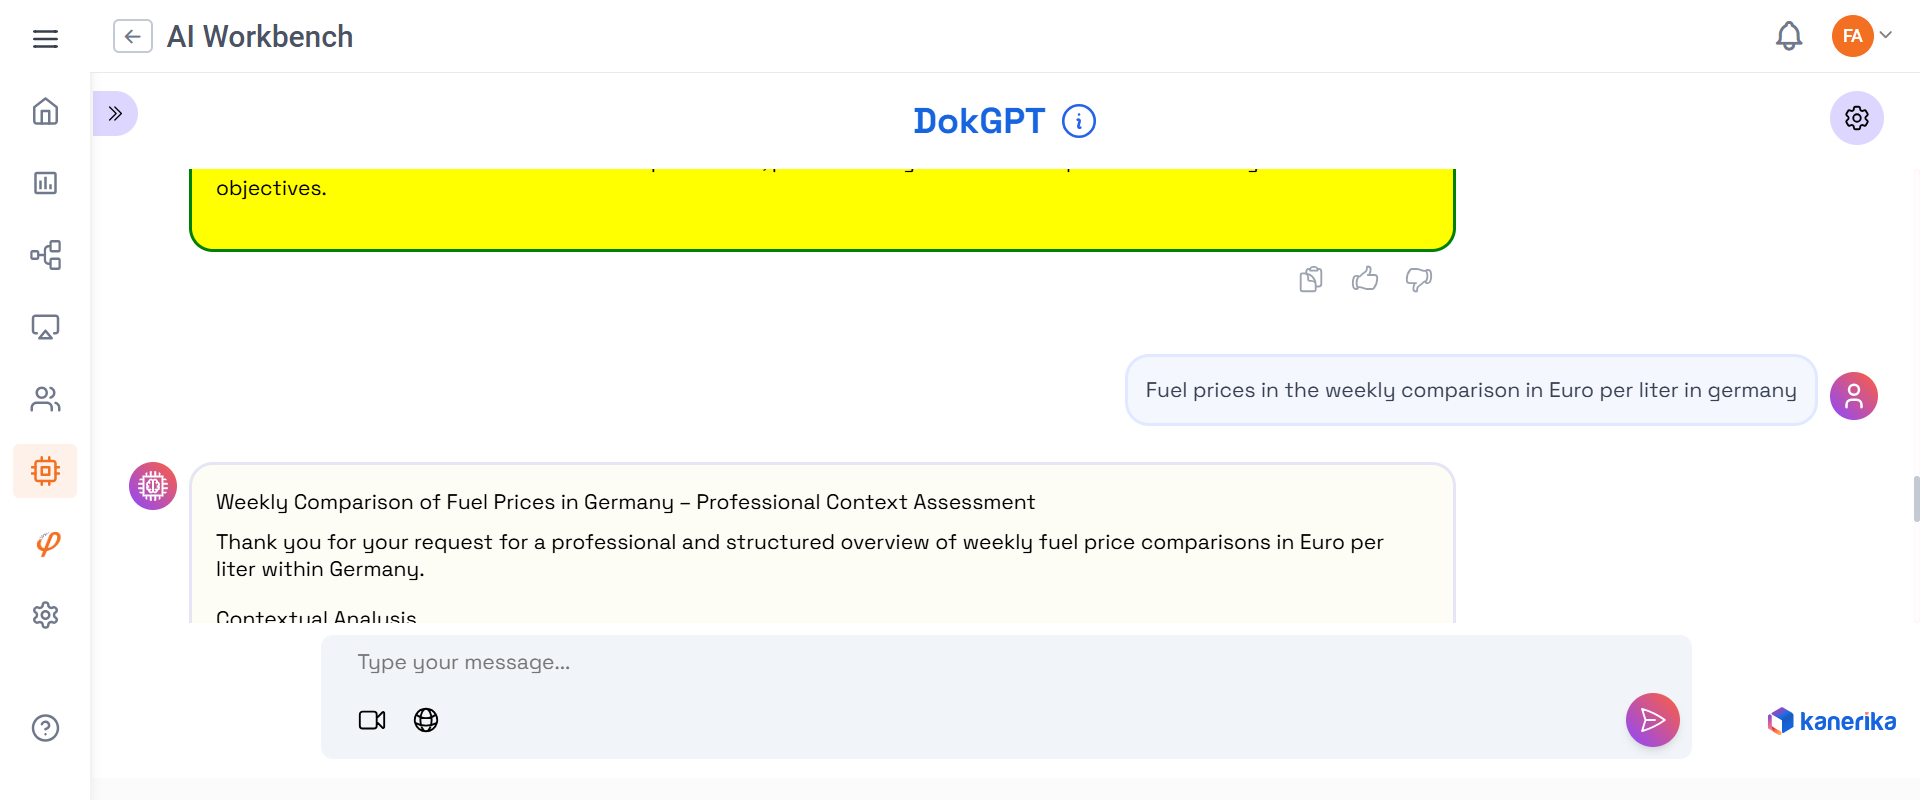 AI Workbench
FA
DokGPT
objectives.
Fuel prices in the weekly comparison in Euro per liter in germany
Weekly Comparison of Fuel Prices in Germany – Professional Context Assessment
Thank you for your request for a professional and structured overview of weekly fuel price comparisons in Euro per
liter within Germany.
Contextual Analysis
Type your message...
kanerika